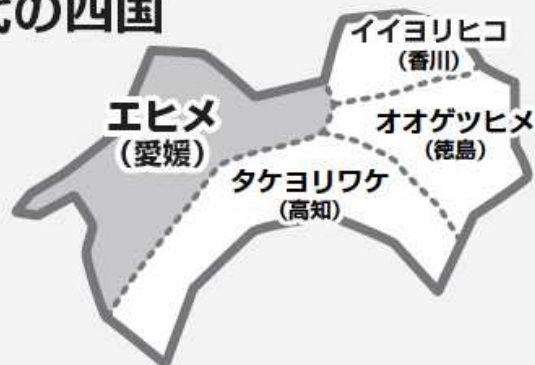 の四国
イイヨリヒコ
(香川)
エヒメ
(愛媛)
オオゲツヒメ
(徳島)
タケヨリワケ
(高知)